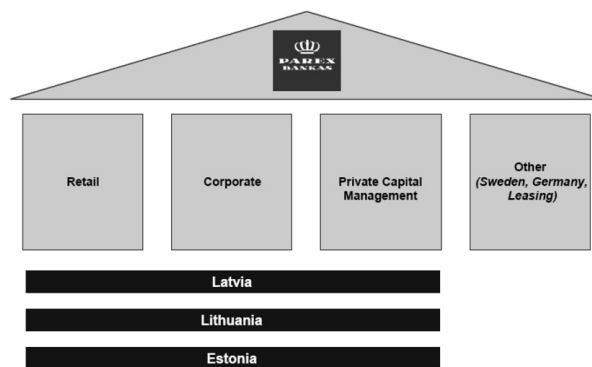 PAREX
BANKAS
Retail
Corporate
Private Capital
Management
Other
(Sweden, Germany,
Leasing)
Latvia
Lithuania
Estonia